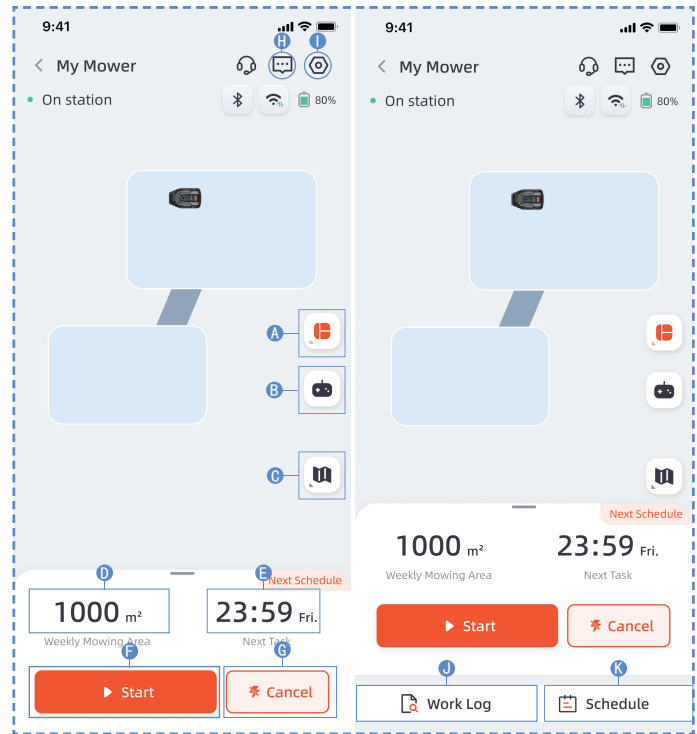 9:41
H I
My Mower
On station
80%
A
B
C
D E
Next Schedule
1000 m² 23:59 Fri.
Weekly Mowing Area Next Task
F G
Start Cancel
9:41
My Mower
On station
80%
Next Schedule
1000 m² 23:59 Fri.
Weekly Mowing Area Next Task
Start Cancel
J K
Work Log Schedule